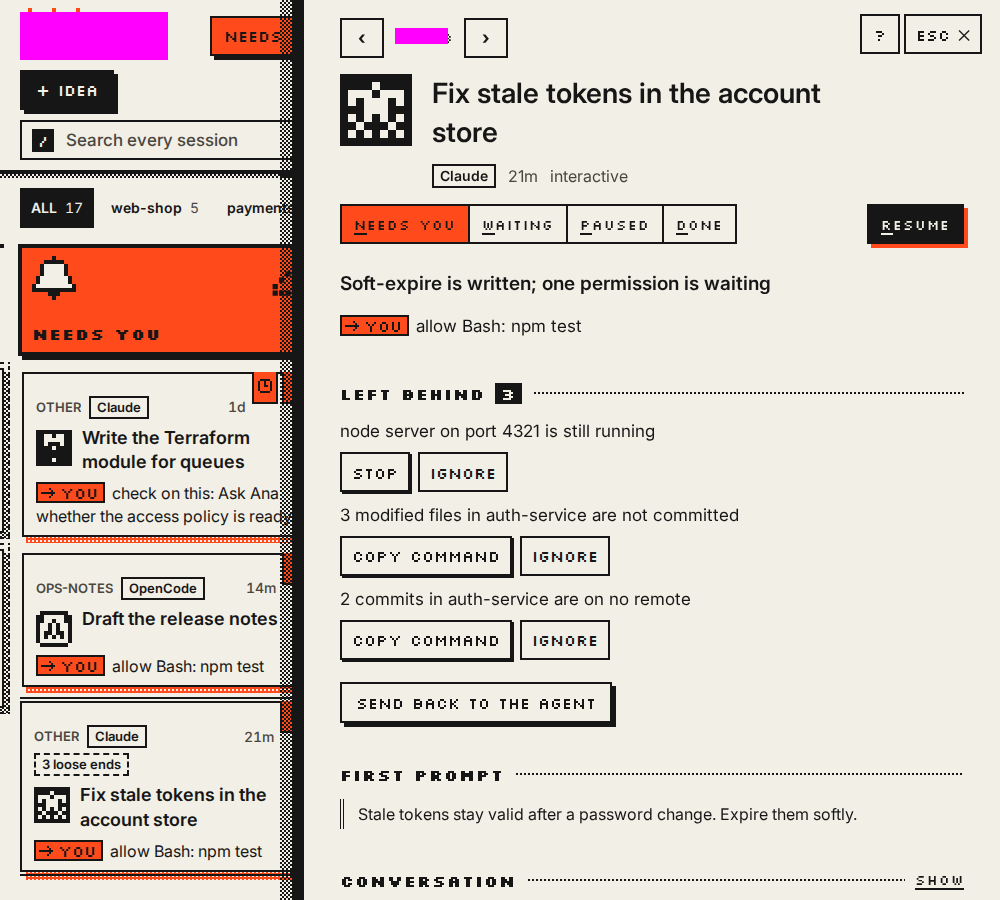 NEEDS
+ IDEA
/ Search every session
ALL 17 web-shop 5 payment
NEEDS YOU
OTHER Claude 1d
Write the Terraform
module for queues
→ YOU check on this: Ask Ana
whether the access policy is ready
OPS-NOTES OpenCode 14m
Draft the release notes
→ YOU allow Bash: npm test
OTHER Claude 21m
3 loose ends
Fix stale tokens in the
account store
→ YOU allow Bash: npm test
‹ ›
? ESC ×
Fix stale tokens in the account
store
Claude 21m interactive
NEEDS YOU WAITING PAUSED DONE RESUME
Soft-expire is written; one permission is waiting
→ YOU allow Bash: npm test
LEFT BEHIND 3
node server on port 4321 is still running
STOP IGNORE
3 modified files in auth-service are not committed
COPY COMMAND IGNORE
2 commits in auth-service are on no remote
COPY COMMAND IGNORE
SEND BACK TO THE AGENT
FIRST PROMPT
Stale tokens stay valid after a password change. Expire them softly.
CONVERSATION SHOW